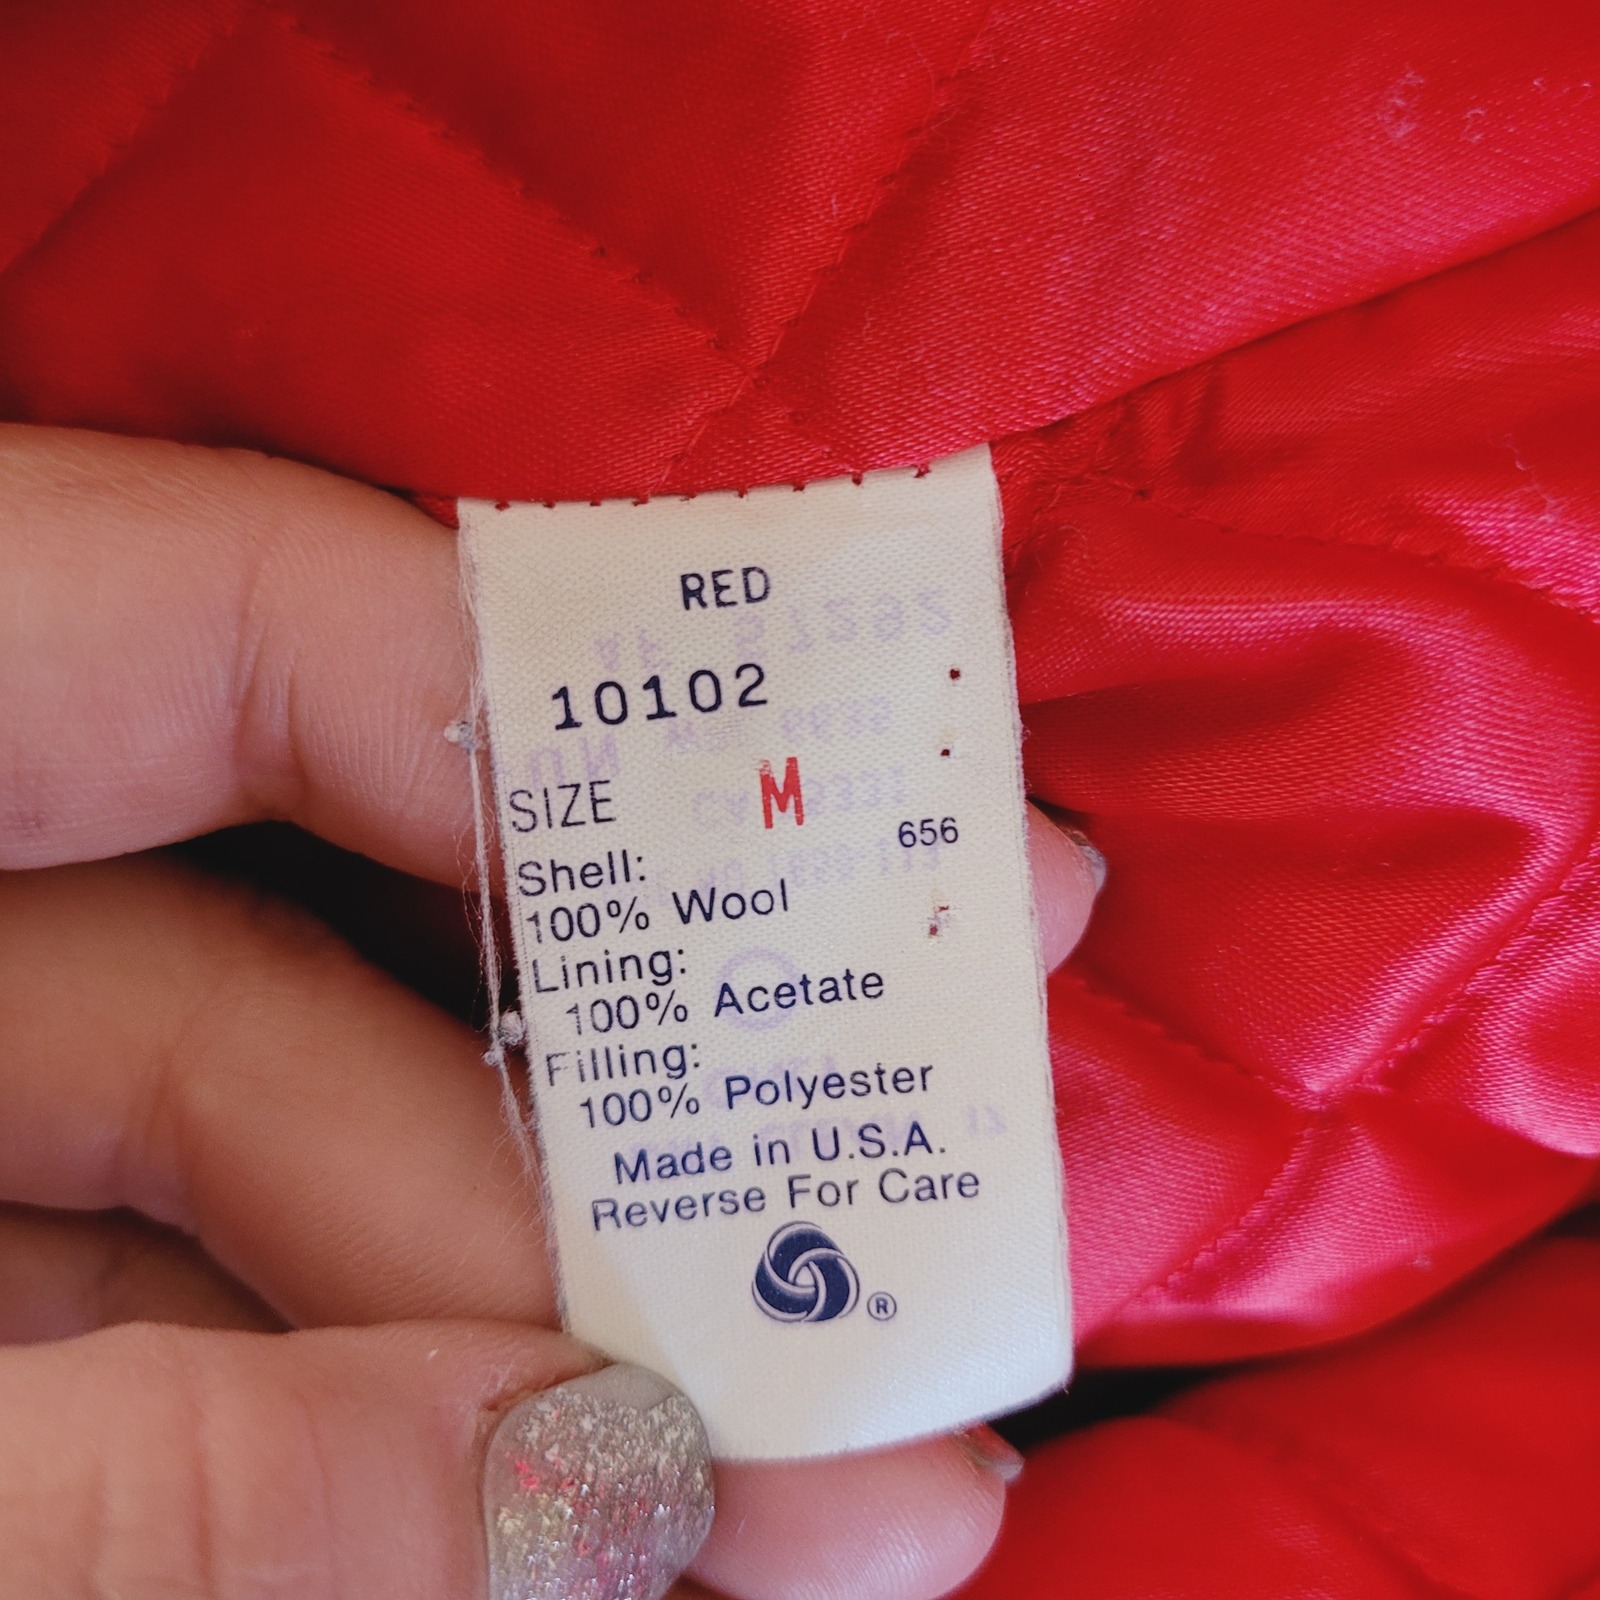 RED
10102
SIZE M
656
Shell:
100% Wool
Lining:
100% Acetate
Filling:
100% Polyester
Made in U.S.A.
Reverse For Care
®